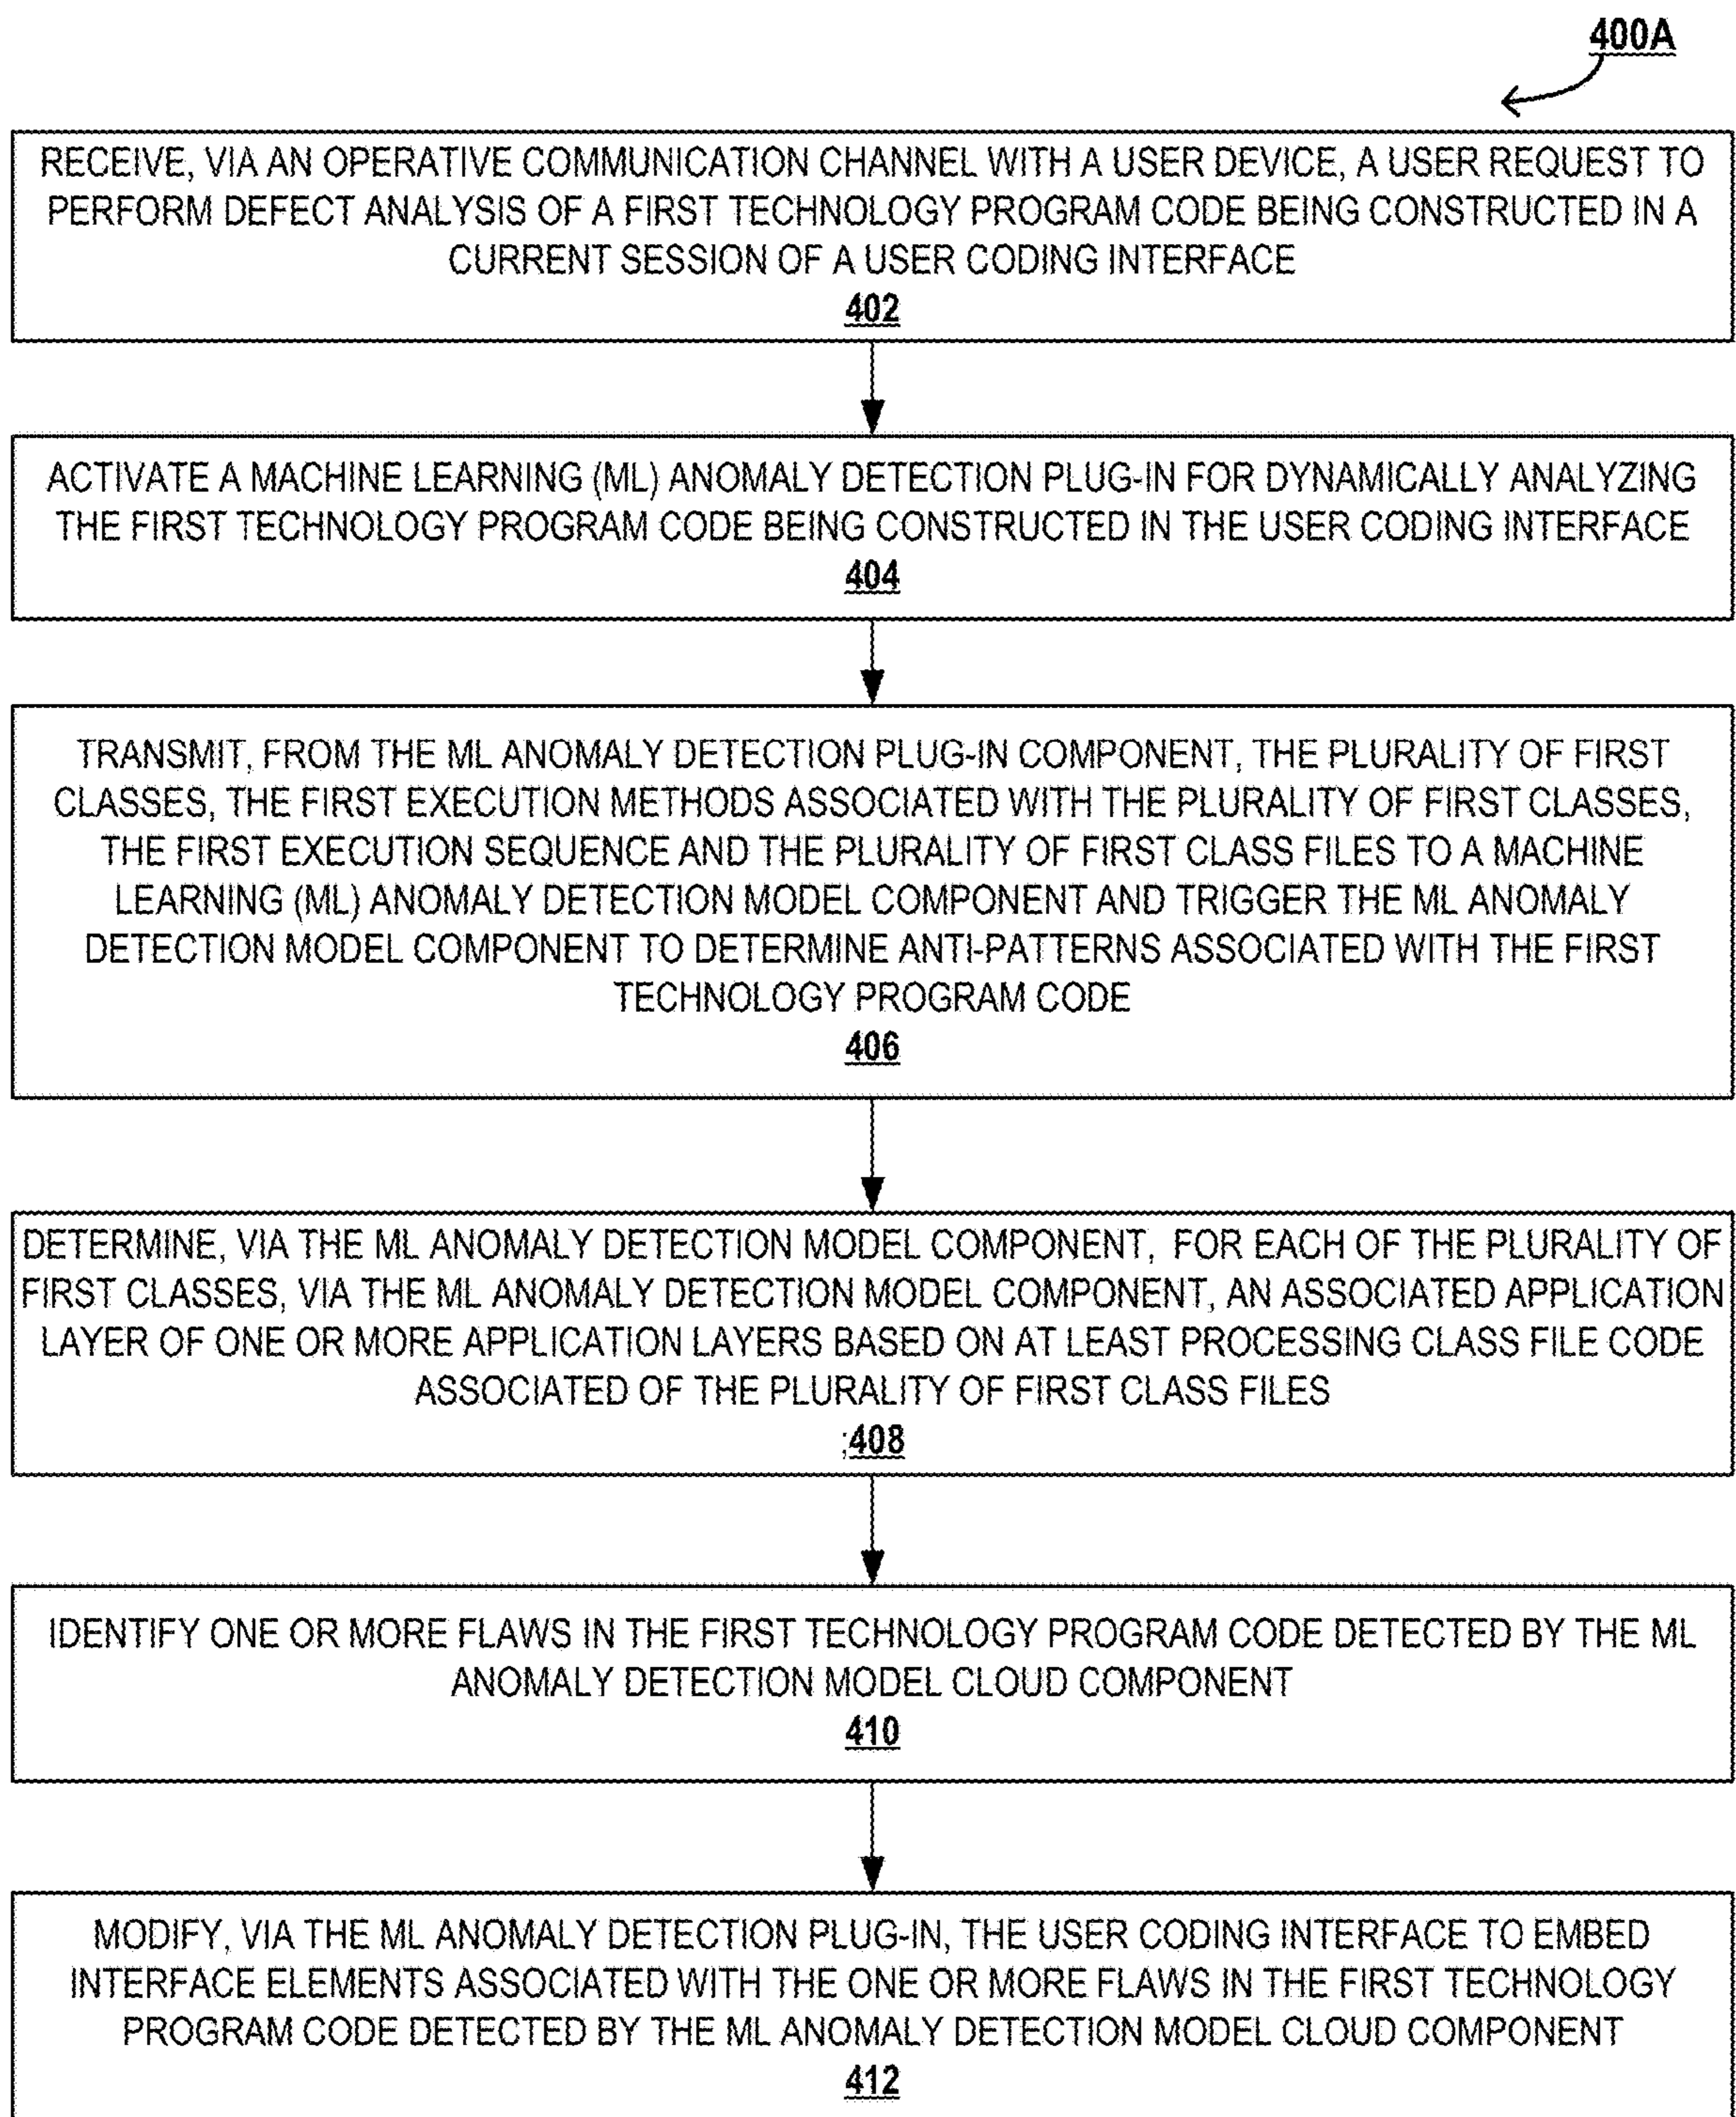 400A
RECEIVE, VIA AN OPERATIVE COMMUNICATION CHANNEL WITH A USER DEVICE, A USER REQUEST TO
PERFORM DEFECT ANALYSIS OF A FIRST TECHNOLOGY PROGRAM CODE BEING CONSTRUCTED IN A
CURRENT SESSION OF A USER CODING INTERFACE
402
ACTIVATE A MACHINE LEARNING (ML) ANOMALY DETECTION PLUG-IN FOR DYNAMICALLY ANALYZING
THE FIRST TECHNOLOGY PROGRAM CODE BEING CONSTRUCTED IN THE USER CODING INTERFACE
404
TRANSMIT, FROM THE ML ANOMALY DETECTION PLUG-IN COMPONENT, THE PLURALITY OF FIRST
CLASSES, THE FIRST EXECUTION METHODS ASSOCIATED WITH THE PLURALITY OF FIRST CLASSES,
THE FIRST EXECUTION SEQUENCE AND THE PLURALITY OF FIRST CLASS FILES TO A MACHINE
LEARNING (ML) ANOMALY DETECTION MODEL COMPONENT AND TRIGGER THE ML ANOMALY
DETECTION MODEL COMPONENT TO DETERMINE ANTI-PATTERNS ASSOCIATED WITH THE FIRST
TECHNOLOGY PROGRAM CODE
406
DETERMINE, VIA THE ML ANOMALY DETECTION MODEL COMPONENT, FOR EACH OF THE PLURALITY OF
FIRST CLASSES, VIA THE ML ANOMALY DETECTION MODEL COMPONENT, AN ASSOCIATED APPLICATION
LAYER OF ONE OR MORE APPLICATION LAYERS BASED ON AT LEAST PROCESSING CLASS FILE CODE
ASSOCIATED OF THE PLURALITY OF FIRST CLASS FILES
;408
IDENTIFY ONE OR MORE FLAWS IN THE FIRST TECHNOLOGY PROGRAM CODE DETECTED BY THE ML
ANOMALY DETECTION MODEL CLOUD COMPONENT
410
MODIFY, VIA THE ML ANOMALY DETECTION PLUG-IN, THE USER CODING INTERFACE TO EMBED
INTERFACE ELEMENTS ASSOCIATED WITH THE ONE OR MORE FLAWS IN THE FIRST TECHNOLOGY
PROGRAM CODE DETECTED BY THE ML ANOMALY DETECTION MODEL CLOUD COMPONENT
412